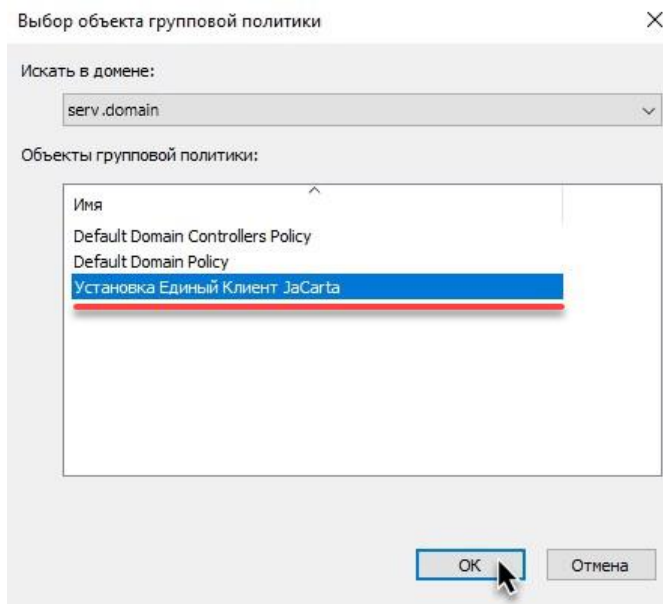 Выбор объекта групповой политики
Искать в домене:
serv.domain
Объекты групповой политики:
Имя
Default Domain Controllers Policy
Default Domain Policy
Установка Единый Клиент JaCarta
ОК
Отмена